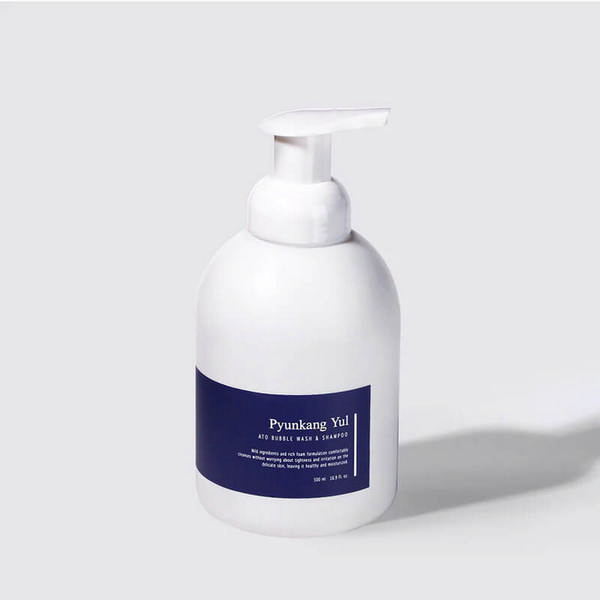 Pyunkang Yul
ATO BUBBLE WASH & SHAMPOO
Mild ingredients and rich foam formulation comfortably
cleanses without worrying about tightness and irritation on the
delicate skin, leaving it healthy and moisturized.
500 ml 16.9 fl. oz